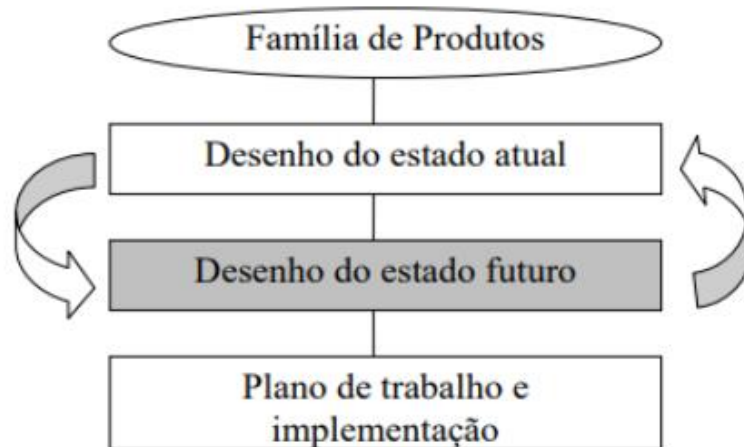 Família de Produtos
Desenho do estado atual
Desenho do estado futuro
Plano de trabalho e
implementação